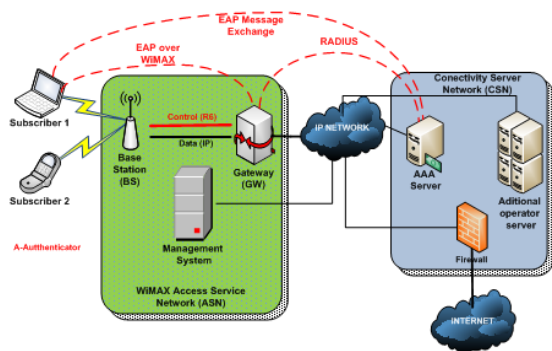 EAP Message
Exchange
EAP over
WiMAX
RADIUS
Conectivity Server
Network (CSN)
Subscriber 1
Control (R6)
Data (IP)
Base
Station
(BS)
Gateway
(GW)
IP NETWORK
AAA
Server
Aditional
operator
server
Subscriber 2
A-Autthenticator
Management
System
Firewall
WiMAX Access Service
Network (ASN)
INTERNET